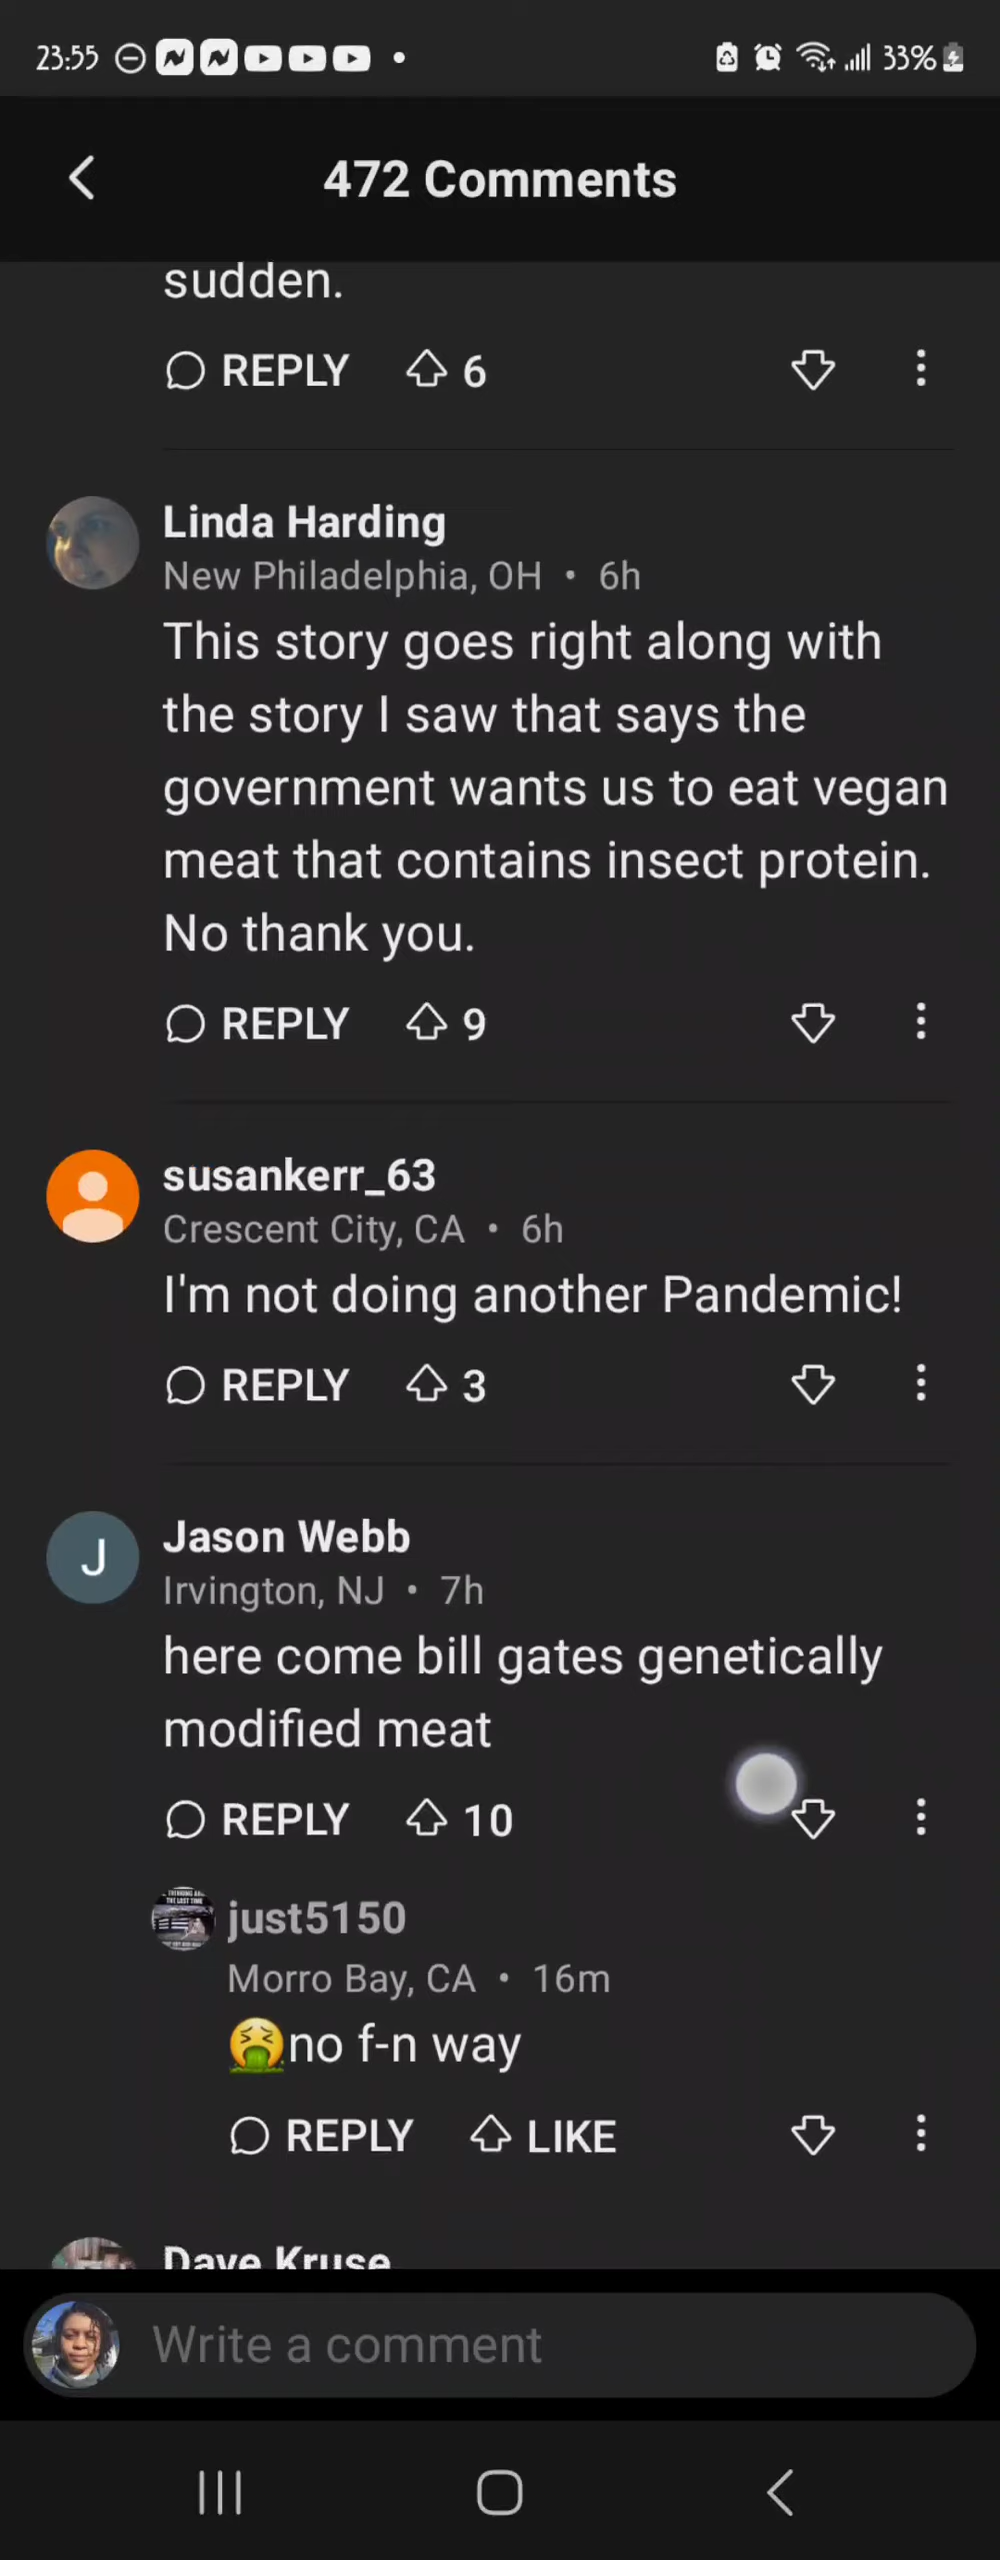 23:55
33%
472 Comments
sudden.
REPLY 6
Linda Harding
New Philadelphia, OH • 6h
This story goes right along with
the story I saw that says the
government wants us to eat vegan
meat that contains insect protein.
No thank you.
REPLY 9
susankerr_63
Crescent City, CA • 6h
I'm not doing another Pandemic!
REPLY 3
J
Jason Webb
Irvington, NJ • 7h
here come bill gates genetically
modified meat
REPLY 10
just5150
Morro Bay, CA • 16m
🤮no f-n way
REPLY LIKE
Dave Kruse
Write a comment